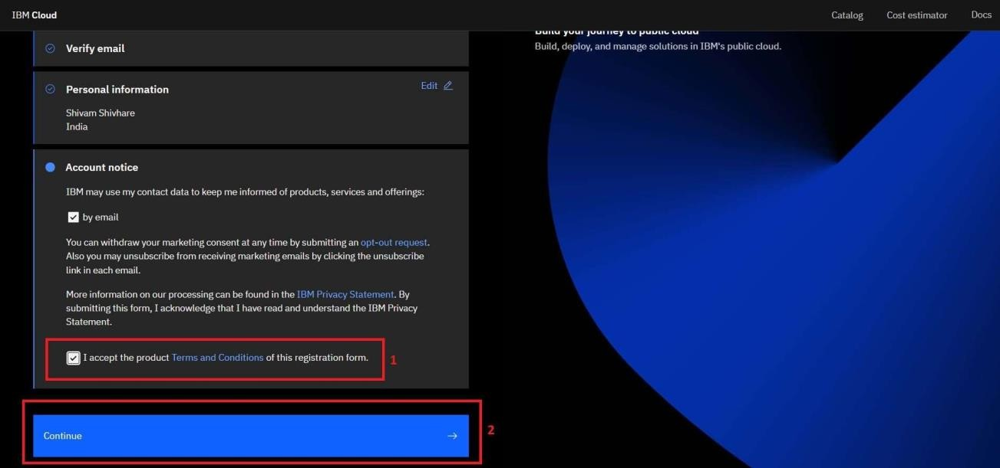 IBM Cloud
Catalog
Cost estimator
Docs
Verify email
Personal information
Edit
Shivam Shivhare
India
Account notice
IBM may use my contact data to keep me informed of products, services and offerings:
by email
You can withdraw your marketing consent at any time by submitting an opt-out request.
Also you may unsubscribe from receiving marketing emails by clicking the unsubscribe
link in each email.
More information on our processing can be found in the IBM Privacy Statement. By
submitting this form, I acknowledge that I have read and understand the IBM Privacy
Statement.
I accept the product Terms and Conditions of this registration form.
1
Continue
2
Build your journey to public cloud
Build, deploy, and manage solutions in IBM's public cloud.